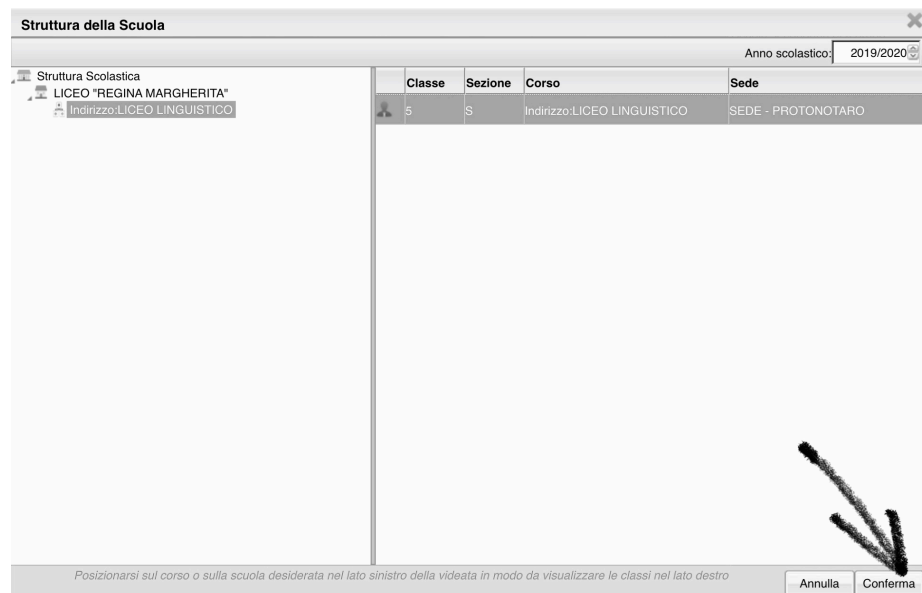 Struttura della Scuola
Anno scolastico: 2019/2020
Struttura Scolastica
LICEO "REGINA MARGHERITA"
Indirizzo:LICEO LINGUISTICO
Classe Sezione Corso Sede
5 S Indirizzo:LICEO LINGUISTICO SEDE - PROTONOTARO
Posizionarsi sul corso o sulla scuola desiderata nel lato sinistro della videata in modo da visualizzare le classi nel lato destro
Annulla Conferma